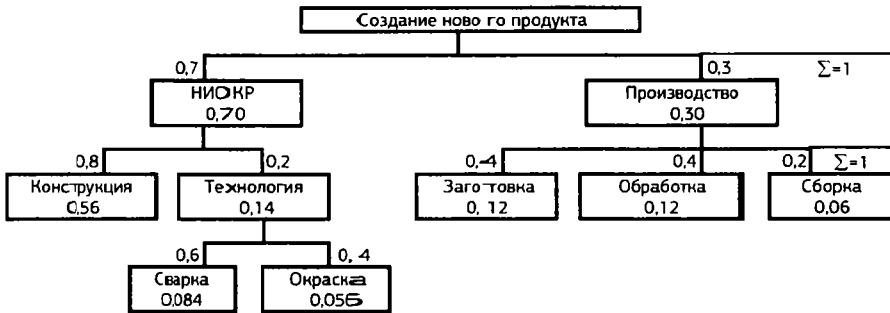 Создание ново го продукта
0,7 0,3 Σ=1
НИОКР Производство
0,70 0,30
0,8 0,2 0,4 0,4 0,2 Σ=1
Конструкция Технология Заготовка Обработка Сборка
0,56 0,14 0,12 0,12 0,06
0,6 0,4
Сварка Окраска
0,084 0,056